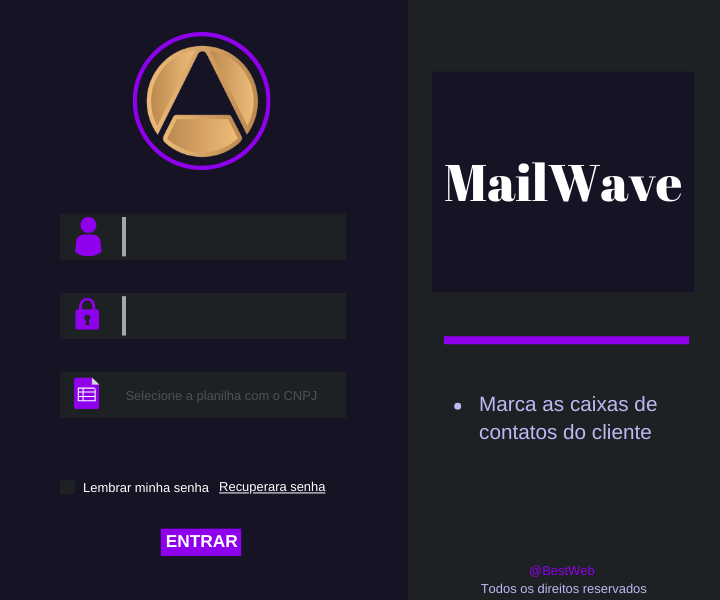 Selecione a planilha com o CNPJ
Lembrar minha senha Recuperara senha
ENTRAR
MailWave
• Marca as caixas de
contatos do cliente
@BestWeb
Todos os direitos reservados